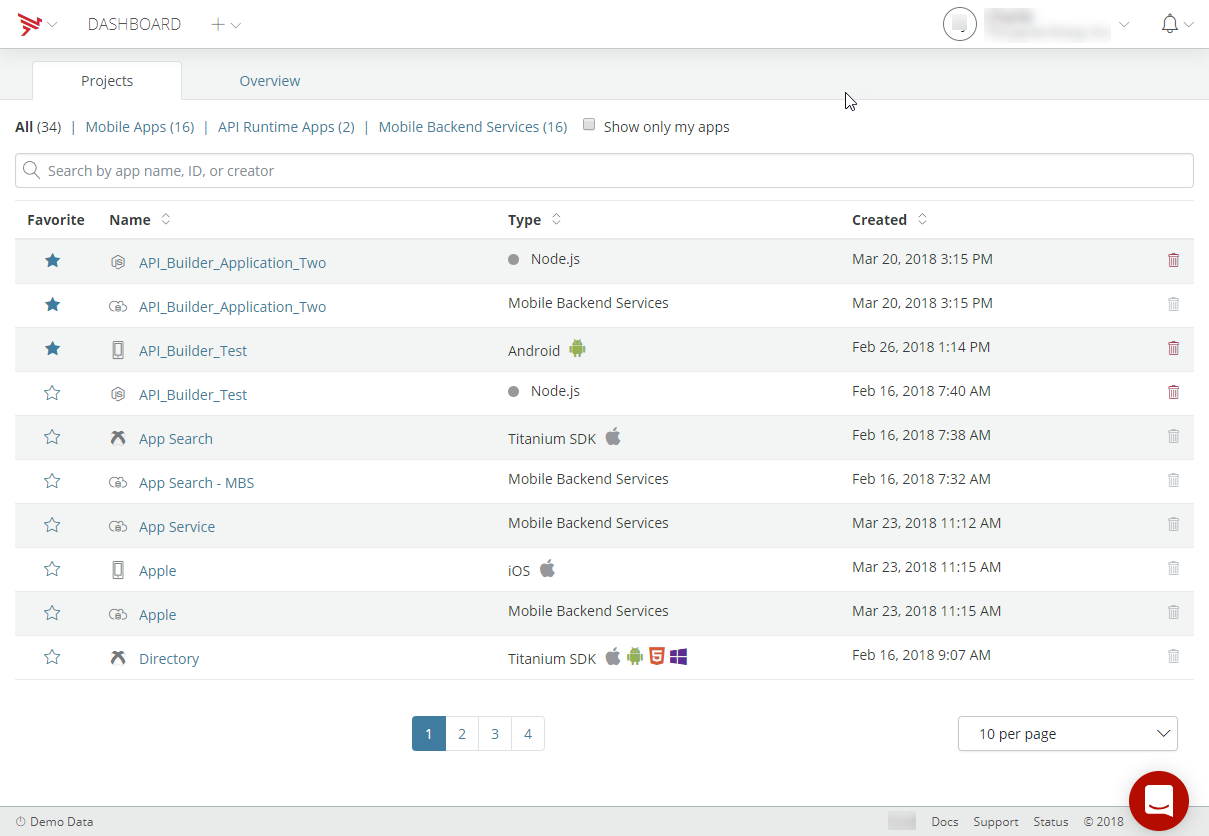 DASHBOARD
Projects Overview
All (34) | Mobile Apps (16) | API Runtime Apps (2) | Mobile Backend Services (16) Show only my apps
Search by app name, ID, or creator
Favorite Name Type Created
API_Builder_Application_Two Node.js Mar 20, 2018 3:15 PM
API_Builder_Application_Two Mobile Backend Services Mar 20, 2018 3:15 PM
API_Builder_Test Android Feb 26, 2018 1:14 PM
API_Builder_Test Node.js Feb 16, 2018 7:40 AM
App Search Titanium SDK Feb 16, 2018 7:38 AM
App Search - MBS Mobile Backend Services Feb 16, 2018 7:32 AM
App Service Mobile Backend Services Mar 23, 2018 11:12 AM
Apple iOS Mar 23, 2018 11:15 AM
Apple Mobile Backend Services Mar 23, 2018 11:15 AM
Directory Titanium SDK Feb 16, 2018 9:07 AM
1 2 3 4 10 per page
Demo Data Docs Support Status © 2018